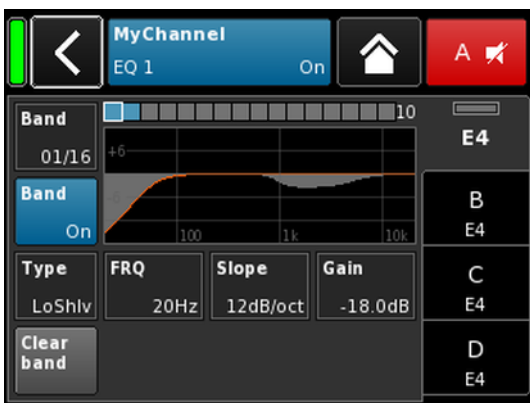 MyChannel
EQ 1 On
A
Band
01/16
10
+6
100 1k 10k
E4
Band
On
B
E4
Type
LoShlv
FRQ
20Hz
Slope
12dB/oct
Gain
-18.0dB
C
E4
Clear
band
D
E4